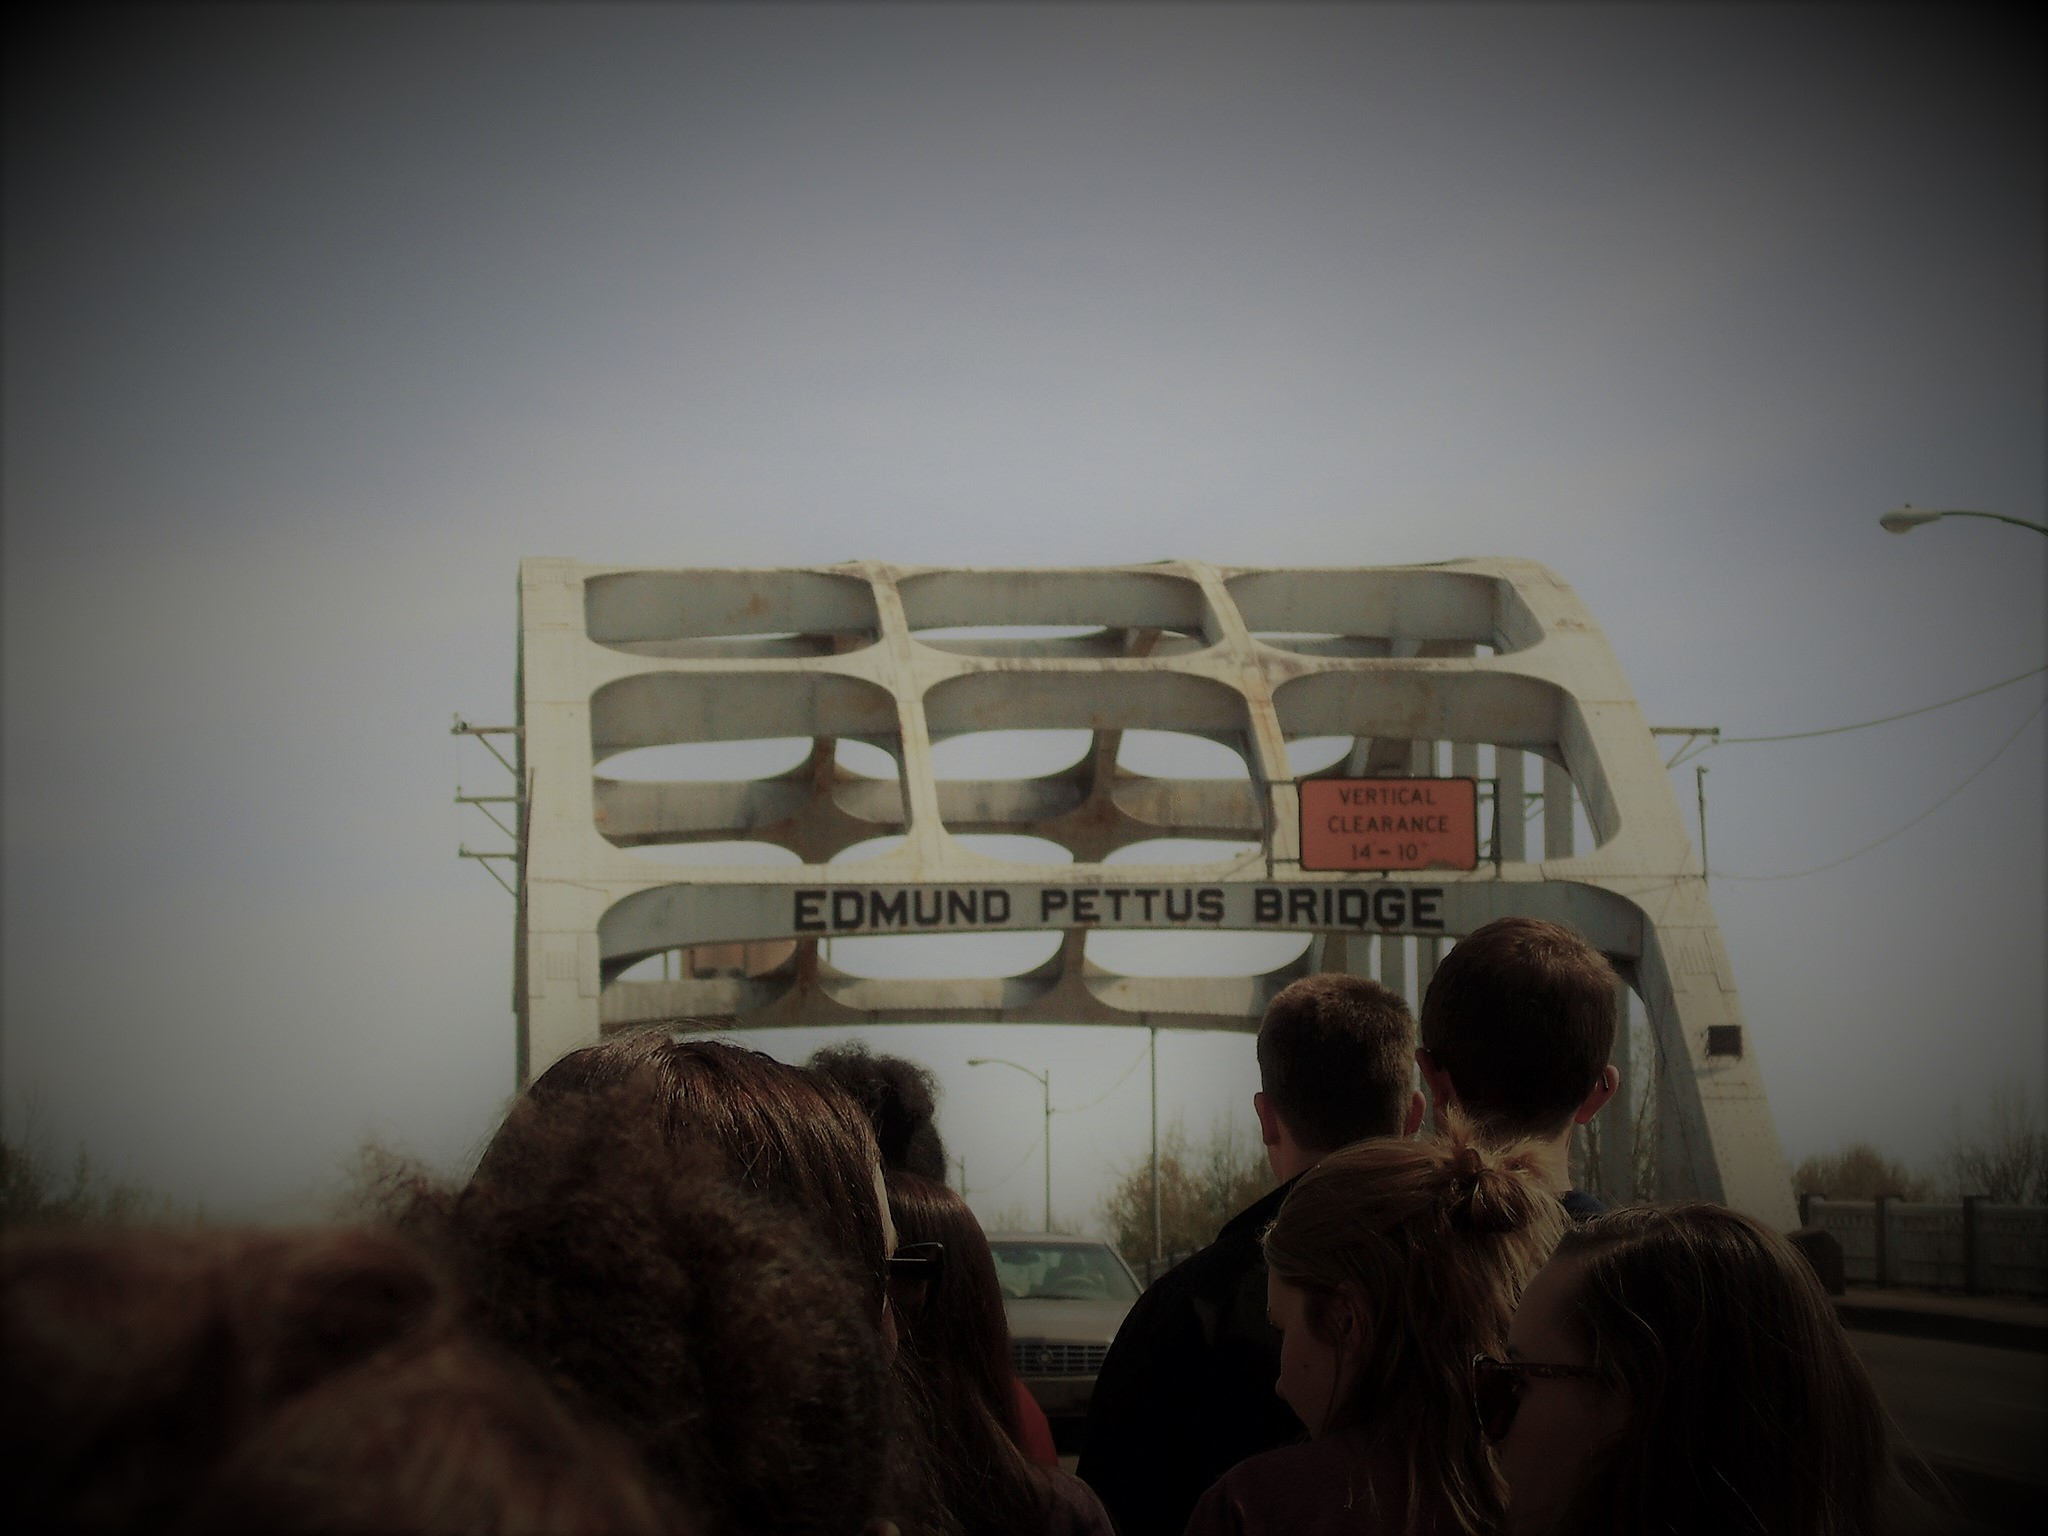 VERTICAL
CLEARANCE
14-10"
EDMUND PETTUS BRIDGE